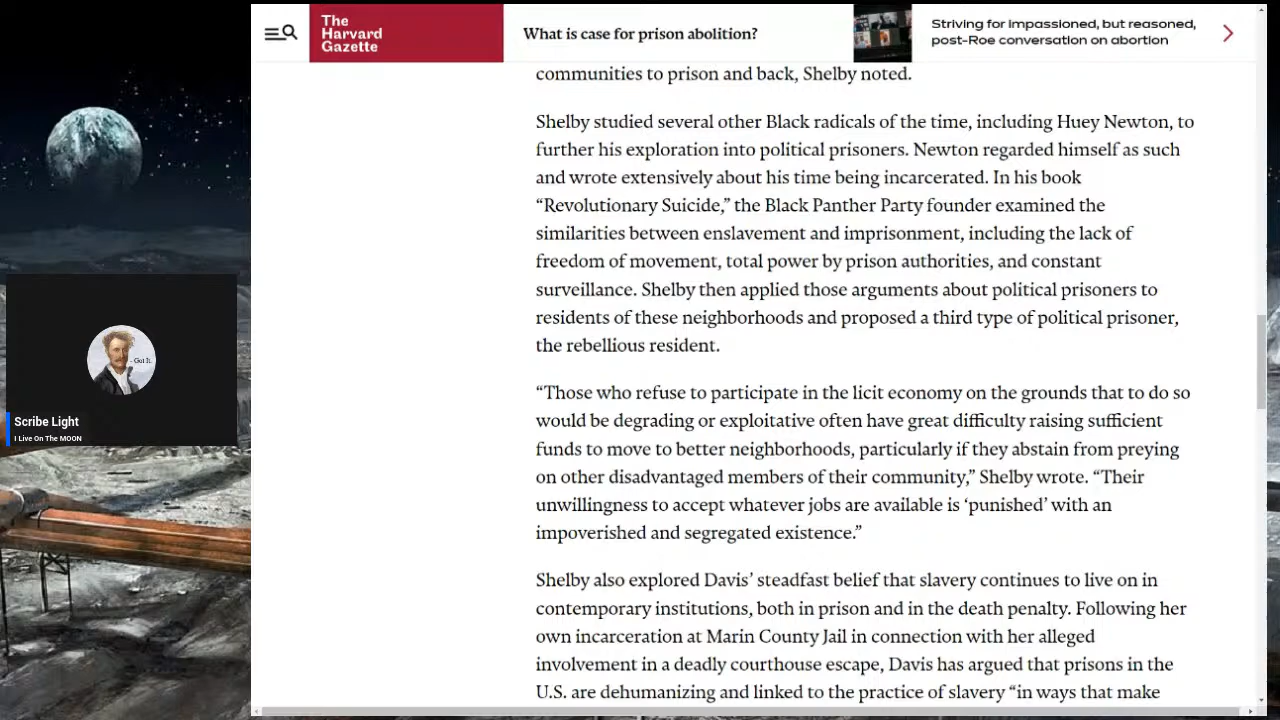 The
Harvard
Gazette
What is case for prison abolition?
Striving for impassioned, but reasoned,
post-Roe conversation on abortion
communities to prison and back, Shelby noted.
Shelby studied several other Black radicals of the time, including Huey Newton, to
further his exploration into political prisoners. Newton regarded himself as such
and wrote extensively about his time being incarcerated. In his book
“Revolutionary Suicide,” the Black Panther Party founder examined the
similarities between enslavement and imprisonment, including the lack of
freedom of movement, total power by prison authorities, and constant
surveillance. Shelby then applied those arguments about political prisoners to
residents of these neighborhoods and proposed a third type of political prisoner,
the rebellious resident.
“Those who refuse to participate in the licit economy on the grounds that to do so
would be degrading or exploitative often have great difficulty raising sufficient
funds to move to better neighborhoods, particularly if they abstain from preying
on other disadvantaged members of their community,” Shelby wrote. “Their
unwillingness to accept whatever jobs are available is ‘punished’ with an
impoverished and segregated existence.”
Shelby also explored Davis’ steadfast belief that slavery continues to live on in
contemporary institutions, both in prison and in the death penalty. Following her
own incarceration at Marin County Jail in connection with her alleged
involvement in a deadly courthouse escape, Davis has argued that prisons in the
U.S. are dehumanizing and linked to the practice of slavery “in ways that make
- Got It.
Scribe Light
I Live On The MOON